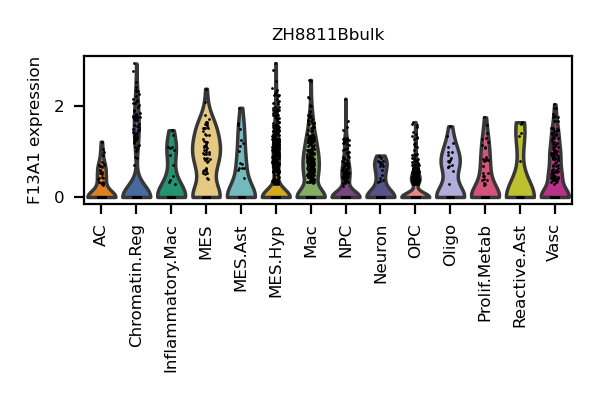 ZH8811Bbulk
F13A1 expression
2
0
AC
Chromatin.Reg
Inflammatory.Mac
MES
MES.Ast
MES.Hyp
Mac
NPC
Neuron
OPC
Oligo
Prolif.Metab
Reactive.Ast
Vasc